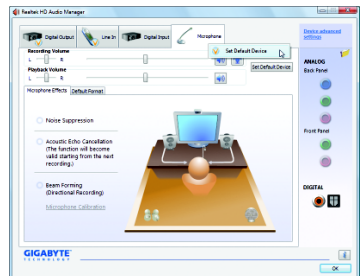 Realtek HD Audio Manager
Digital Output
Line In
Digital Input
Microphone
Device advanced
settings
Set Default Device
Recording Volume
L
R
Set Default Device
Playback Volume
L
R
ANALOG
Back Panel
Microphone Effects
Default Format
Noise Suppression
Acoustic Echo Cancellation
(The function will become
valid starting from the next
recording.)
Front Panel
Beam Forming
(Directional Recording)
Microphone Calibration
DIGITAL
GIGABYTE
TECHNOLOGY
OK